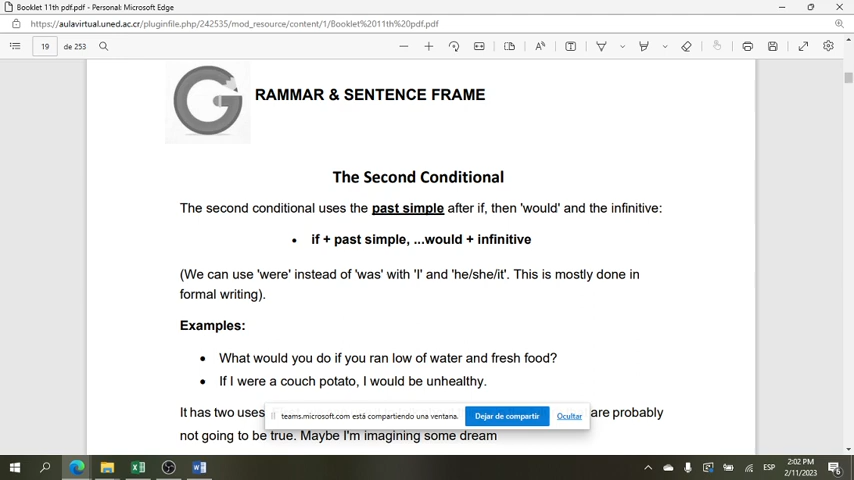 Booklet 11th pdf.pdf - Personal: Microsoft Edge
https://aulavirtual.uned.ac.cr/pluginfile.php/242535/mod_resource/content/1/Booklet%2011th%20pdf.pdf
19 de 253
RAMMAR & SENTENCE FRAME
The Second Conditional
The second conditional uses the past simple after if, then 'would' and the infinitive:
• if + past simple, ...would + infinitive
(We can use 'were' instead of 'was' with 'I' and 'he/she/it'. This is mostly done in
formal writing).
Examples:
• What would you do if you ran low of water and fresh food?
• If I were a couch potato, I would be unhealthy.
It has two uses are probably
teams.microsoft.com está compartiendo una ventana. Dejar de compartir Ocultar
not going to be true. Maybe I'm imagining some dream
ESP
2:02 PM
2/11/2023